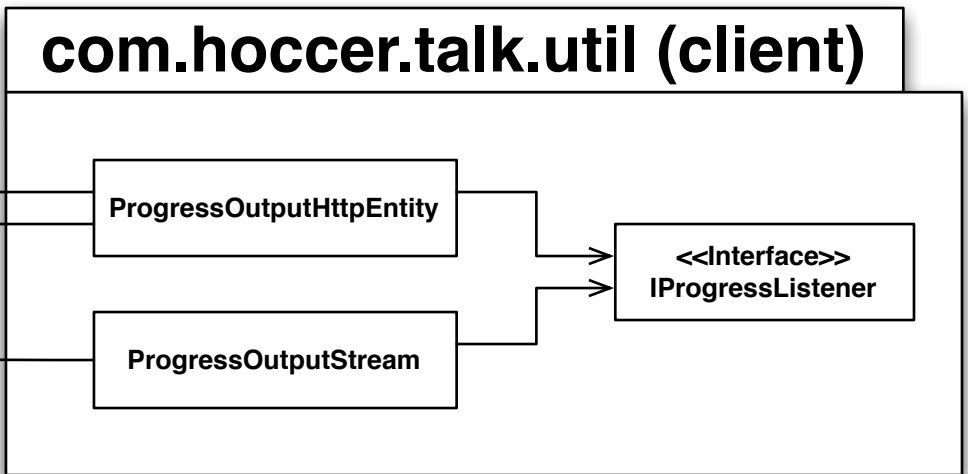 com.hoccer.talk.util (client)
ProgressOutputHttpEntity
<<Interface>>
IProgressListener
ProgressOutputStream